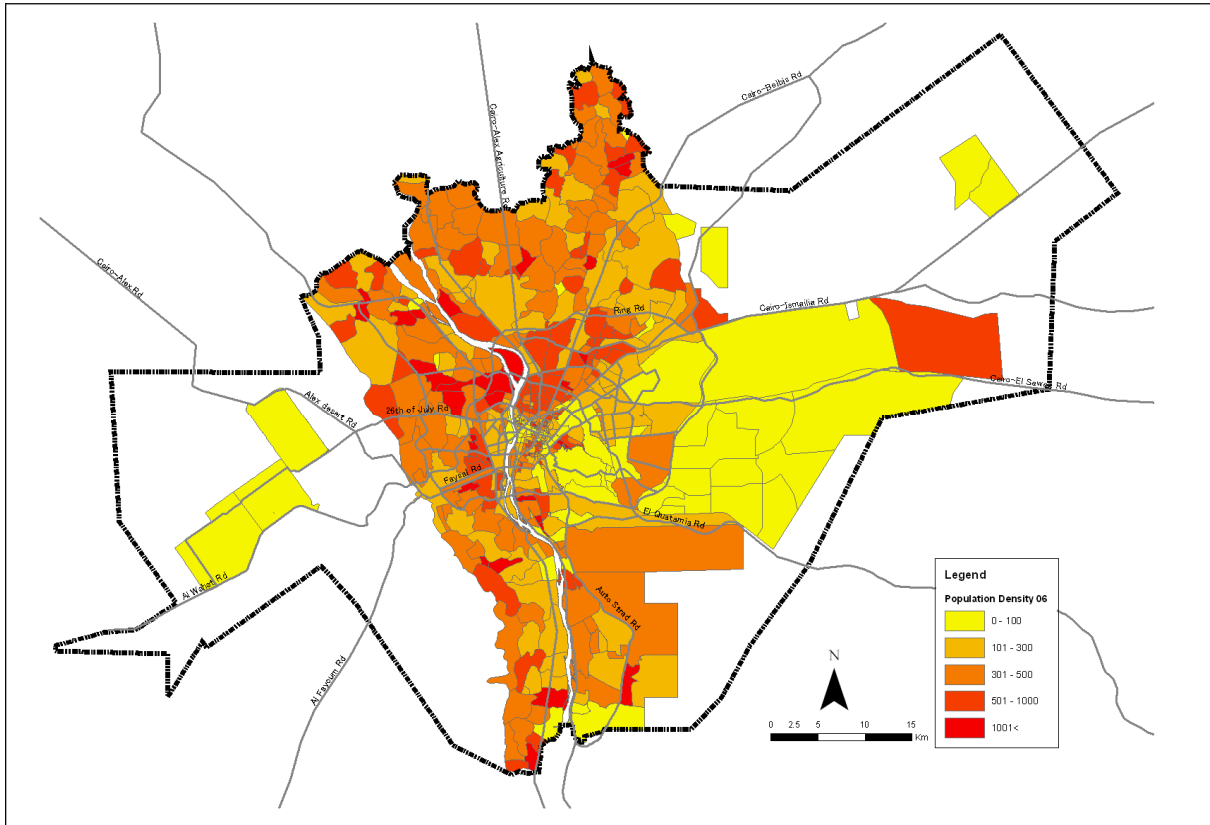 Cairo-Belbis Rd
Cairo-Alex Agriculture Rd
Cairo-Alex Rd
Ring Rd
Cairo-Ismailia Rd
Cairo-El Sewes Rd
Alex depart Rd
26th of July Rd
Faysal Rd
El Quatamia Rd
Al Wahat Rd
Auto Strad Rd
Al Fayoum Rd
Legend
Population Density 06
0 - 100
101 - 300
301 - 500
501 - 1000
1001<
N
0 2.5 5 10 15
Km